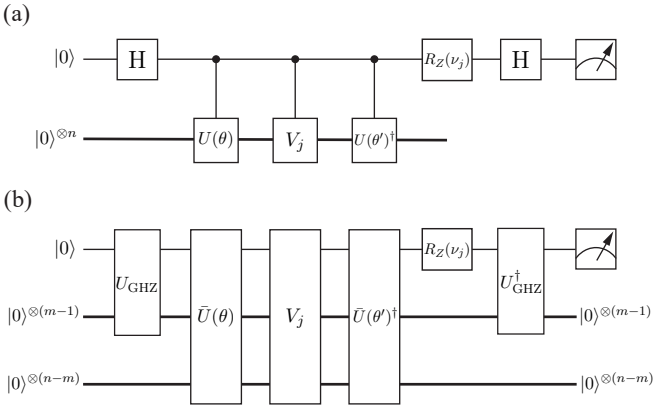 (a)
|0⟩ H R_Z(ν_j) H
|0⟩^{⊗n} U(θ) V_j U(θ′)^†
(b)
|0⟩ R_Z(ν_j)
U_GHZ U_GHZ^†
|0⟩^{⊗(m−1)} Ū(θ) V_j Ū(θ′)^† |0⟩^{⊗(m−1)}
|0⟩^{⊗(n−m)} |0⟩^{⊗(n−m)}